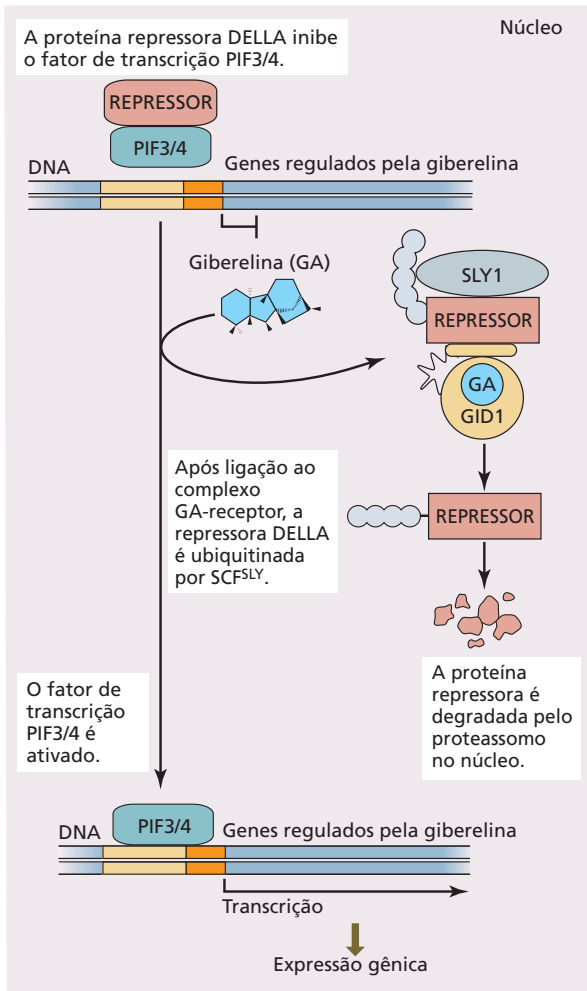 Núcleo
A proteína repressora DELLA inibe
o fator de transcrição PIF3/4.
REPRESSOR
PIF3/4
DNA
Genes regulados pela giberelina
Giberelina (GA)
SLY1
REPRESSOR
GA
GID1
Após ligação ao
complexo
GA-receptor, a
repressora DELLA
é ubiquitinada
por SCFSLY.
REPRESSOR
A proteína
repressora é
degradada pelo
proteassomo
no núcleo.
O fator de
transcrição
PIF3/4 é
ativado.
PIF3/4
DNA
Genes regulados pela giberelina
Transcrição
Expressão gênica